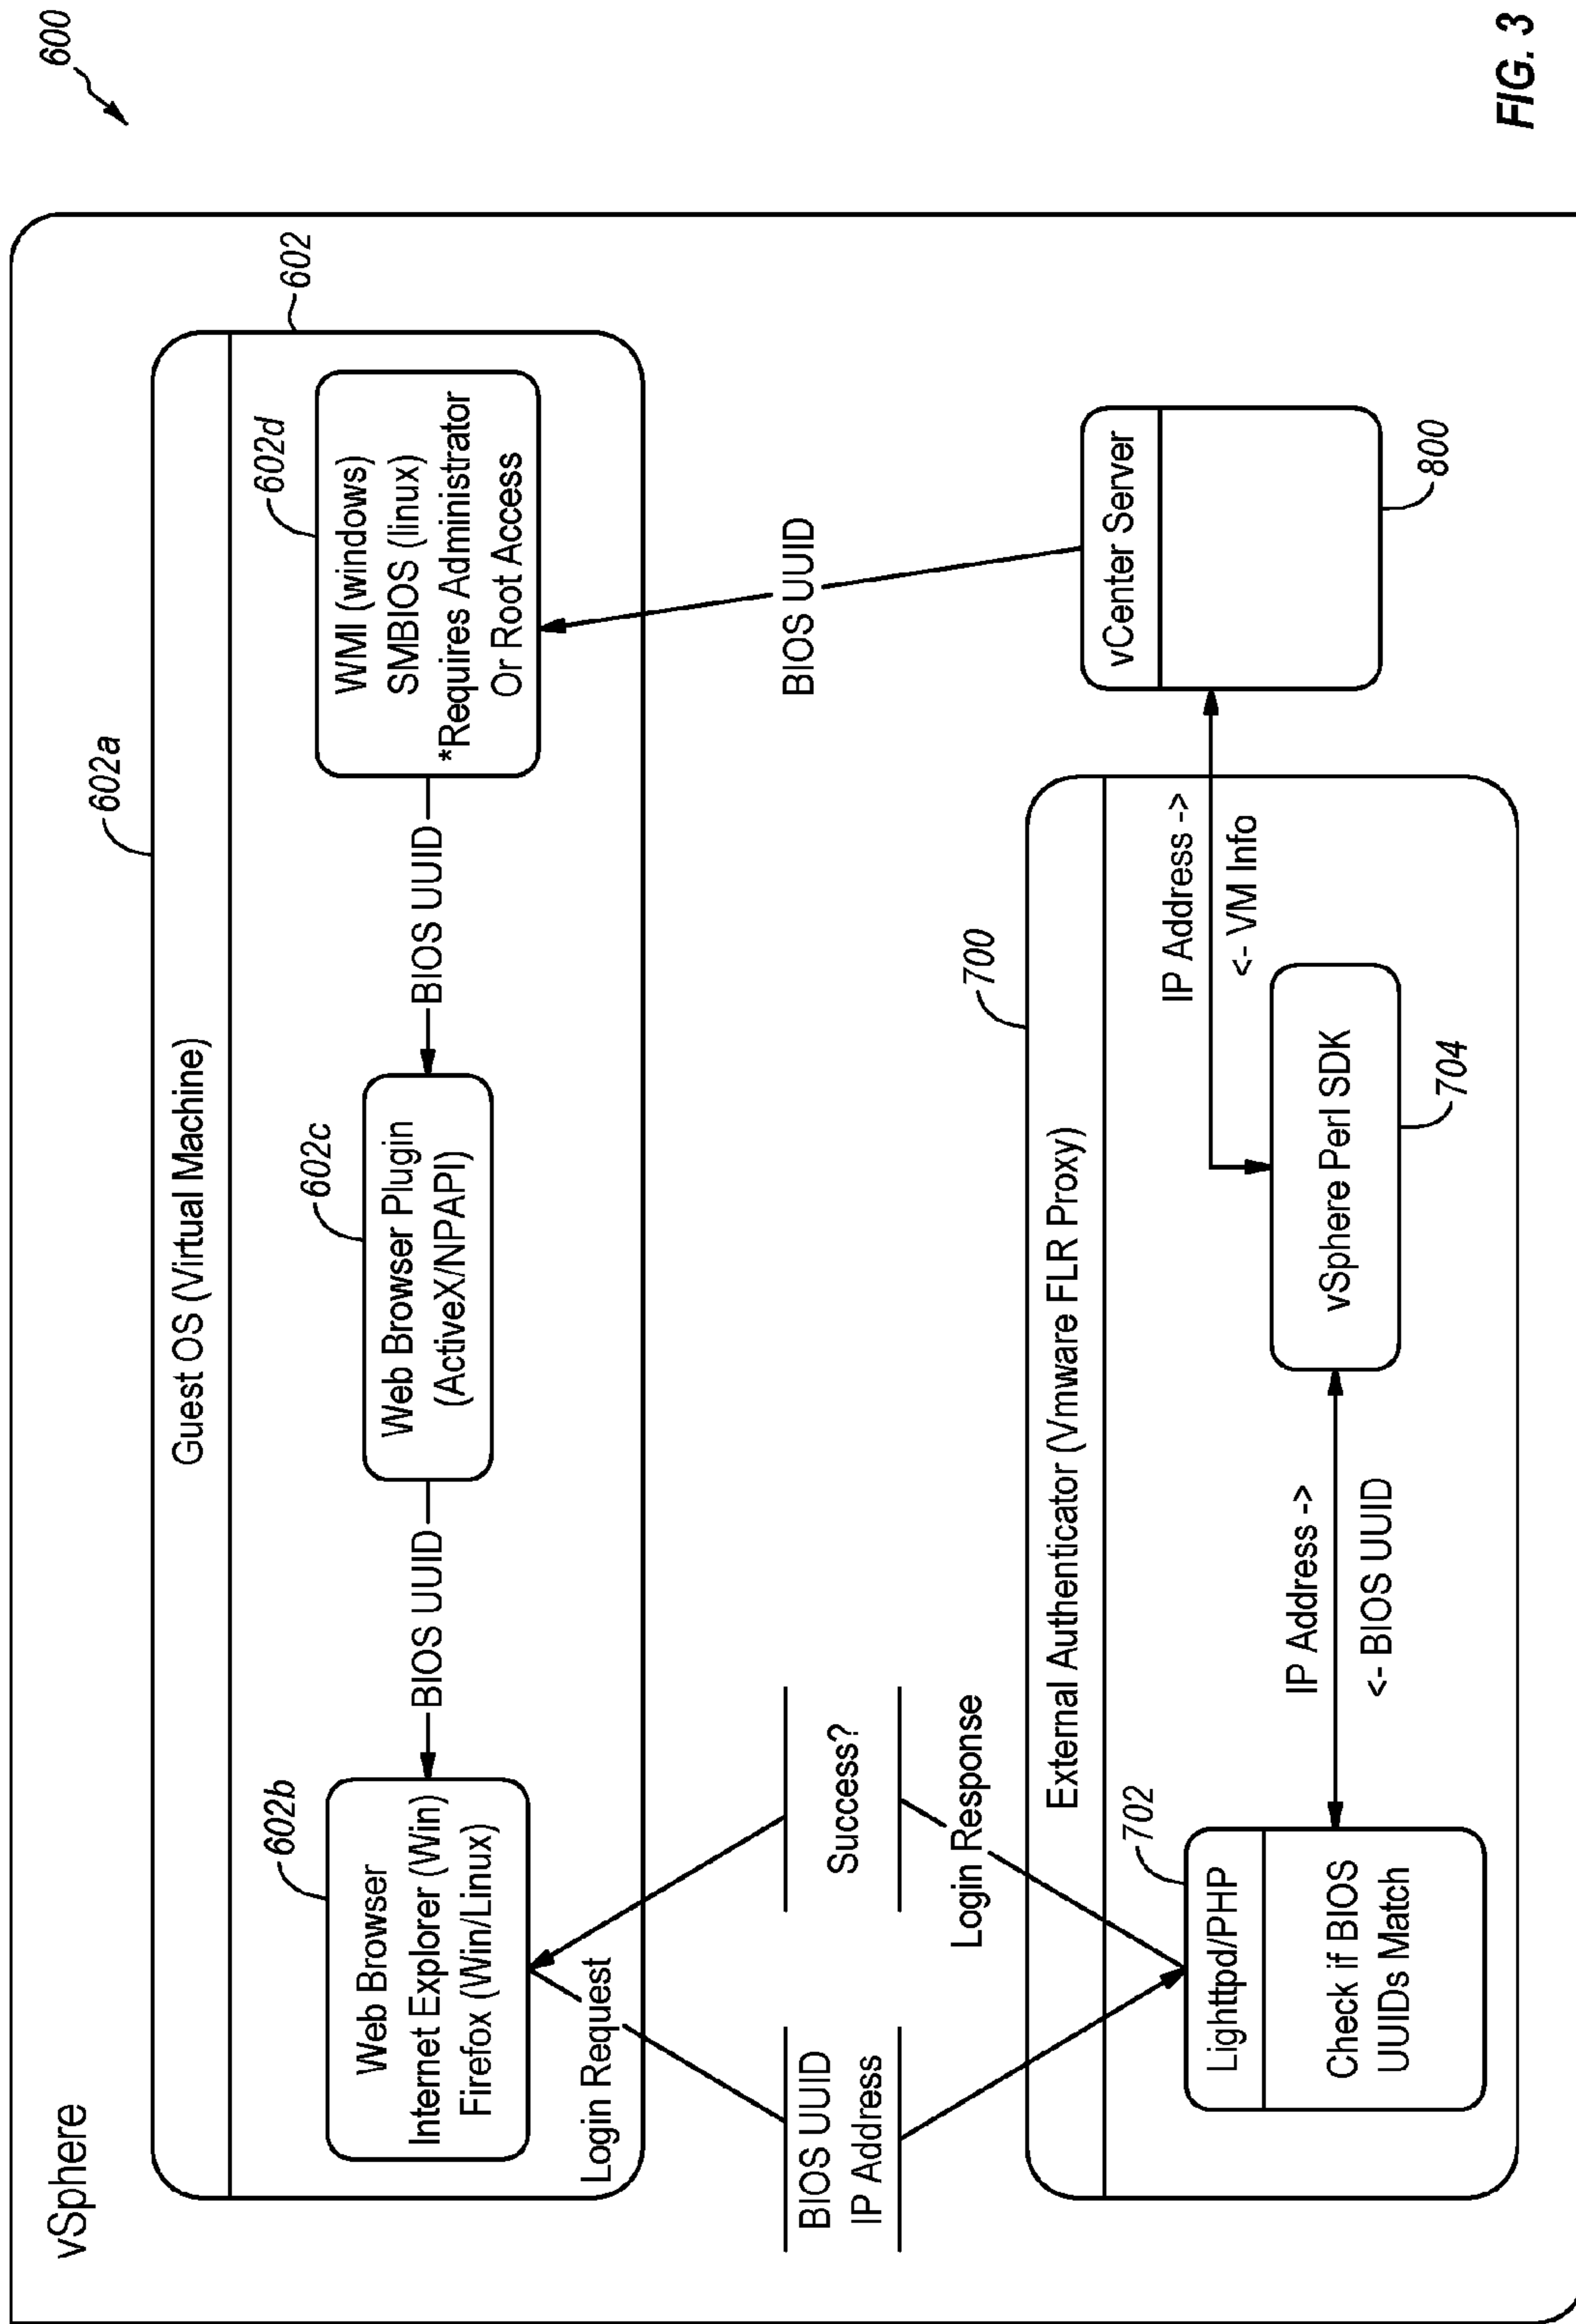 600
vSphere
602a
Guest OS (Virtual Machine)
602
602b
Web Browser
Internet Explorer (Win)
Firefox (Win/Linux)
BIOS UUID
602c
Web Browser Plugin
(ActiveX/NPAPI)
BIOS UUID
602d
WMI (windows)
SMBIOS (linux)
*Requires Administrator
Or Root Access
Login Request
BIOS UUID
IP Address
Success?
Login Response
BIOS UUID
700
External Authenticator (Vmware FLR Proxy)
702
Lighttpd/PHP
Check if BIOS
UUIDs Match
IP Address ->
<- BIOS UUID
vSphere Perl SDK
704
IP Address ->
<- VM Info
vCenter Server
800
FIG. 3